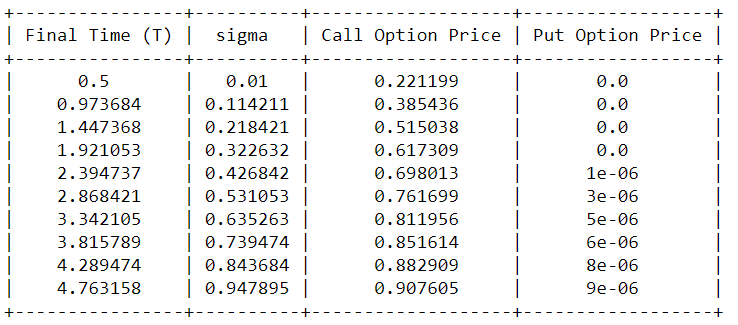 +----------------+----------+-------------------+------------------+
| Final Time (T) |  sigma   | Call Option Price | Put Option Price |
+----------------+----------+-------------------+------------------+
|      0.5       |   0.01   |      0.221199     |       0.0        |
|    0.973684    | 0.114211 |      0.385436     |       0.0        |
|    1.447368    | 0.218421 |      0.515038     |       0.0        |
|    1.921053    | 0.322632 |      0.617309     |       0.0        |
|    2.394737    | 0.426842 |      0.698013     |      1e-06       |
|    2.868421    | 0.531053 |      0.761699     |      3e-06       |
|    3.342105    | 0.635263 |      0.811956     |      5e-06       |
|    3.815789    | 0.739474 |      0.851614     |      6e-06       |
|    4.289474    | 0.843684 |      0.882909     |      8e-06       |
|    4.763158    | 0.947895 |      0.907605     |      9e-06       |
+----------------+----------+-------------------+------------------+